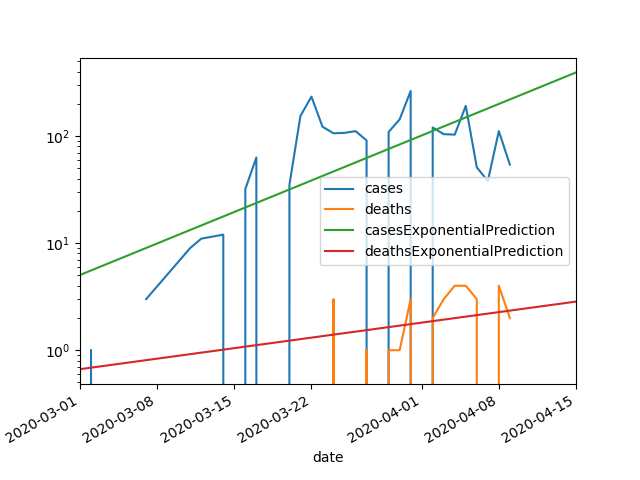 10²
10¹
10⁰
cases
deaths
casesExponentialPrediction
deathsExponentialPrediction
2020-03-01
2020-03-08
2020-03-15
2020-03-22
2020-04-01
2020-04-08
2020-04-15
date